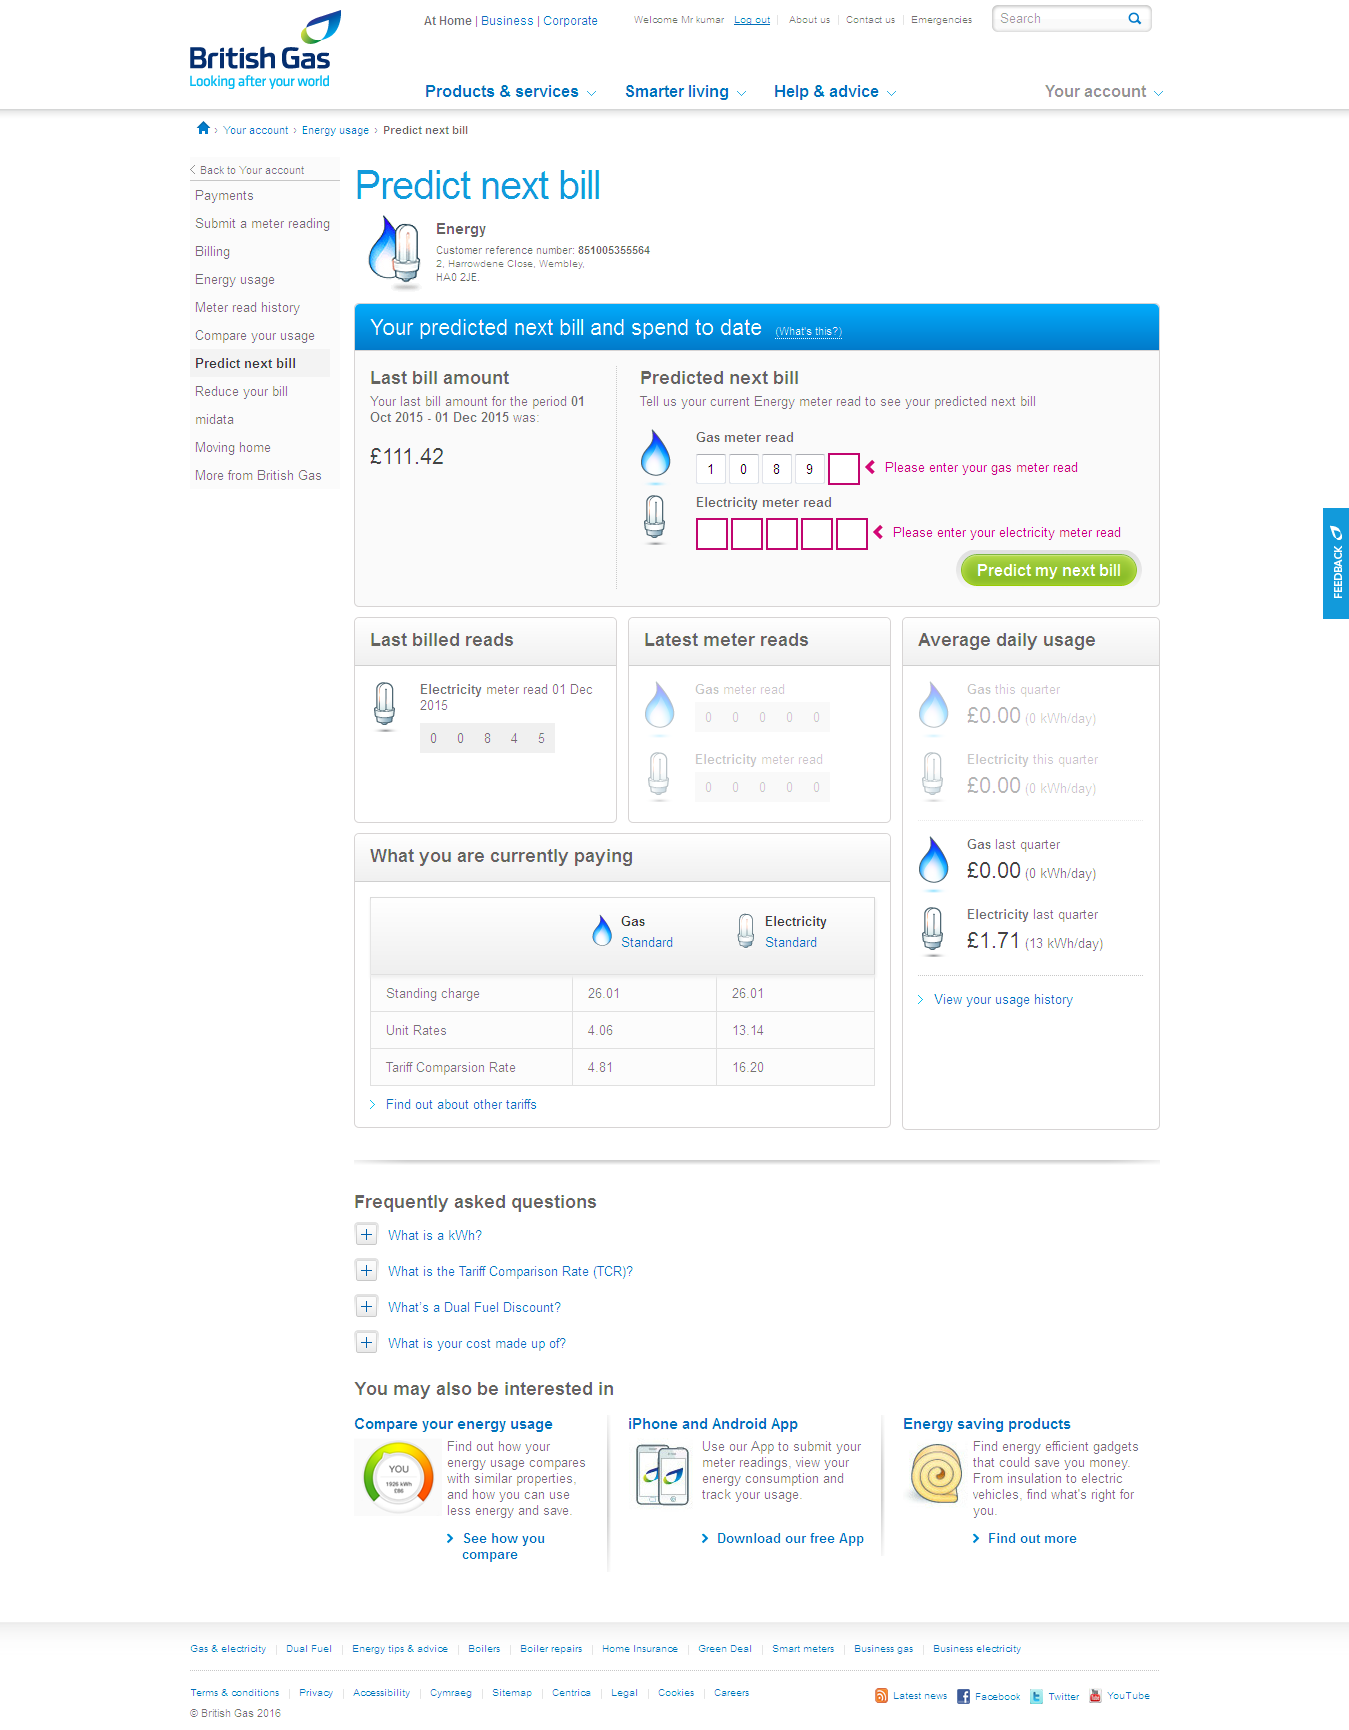 British Gas
Looking after your world
At Home | Business | Corporate
Welcome Mr kumar Log out About us Contact us Emergencies
Search
Products & services Smarter living Help & advice Your account
Your account › Energy usage › Predict next bill
Back to Your account
Payments
Submit a meter reading
Billing
Energy usage
Meter read history
Compare your usage
Predict next bill
Reduce your bill
midata
Moving home
More from British Gas
Predict next bill
Energy
Customer reference number: 851005355564
2, Harrowdene Close, Wembley,
HA0 2JE.
Your predicted next bill and spend to date (What's this?)
Last bill amount
Your last bill amount for the period 01
Oct 2015 - 01 Dec 2015 was:
£111.42
Predicted next bill
Tell us your current Energy meter read to see your predicted next bill
Gas meter read
1 0 8 9 Please enter your gas meter read
Electricity meter read
Please enter your electricity meter read
Predict my next bill
FEEDBACK
Last billed reads
Electricity meter read 01 Dec
2015
0 0 8 4 5
Latest meter reads
Gas meter read
0 0 0 0 0
Electricity meter read
0 0 0 0 0
Average daily usage
Gas this quarter
£0.00 (0 kWh/day)
Electricity this quarter
£0.00 (0 kWh/day)
Gas last quarter
£0.00 (0 kWh/day)
Electricity last quarter
£1.71 (13 kWh/day)
View your usage history
What you are currently paying
Gas Electricity
Standard Standard
Standing charge 26.01 26.01
Unit Rates 4.06 13.14
Tariff Comparsion Rate 4.81 16.20
Find out about other tariffs
Frequently asked questions
What is a kWh?
What is the Tariff Comparison Rate (TCR)?
What's a Dual Fuel Discount?
What is your cost made up of?
You may also be interested in
Compare your energy usage
YOU
1926 kWh
£86
Find out how your
energy usage compares
with similar properties,
and how you can use
less energy and save.
See how you
compare
iPhone and Android App
Use our App to submit your
meter readings, view your
energy consumption and
track your usage.
Download our free App
Energy saving products
Find energy efficient gadgets
that could save you money.
From insulation to electric
vehicles, find what's right for
you.
Find out more
Gas & electricity Dual Fuel Energy tips & advice Boilers Boiler repairs Home Insurance Green Deal Smart meters Business gas Business electricity
Terms & conditions Privacy Accessibility Cymraeg Sitemap Centrica Legal Cookies Careers
Latest news Facebook Twitter YouTube
© British Gas 2016